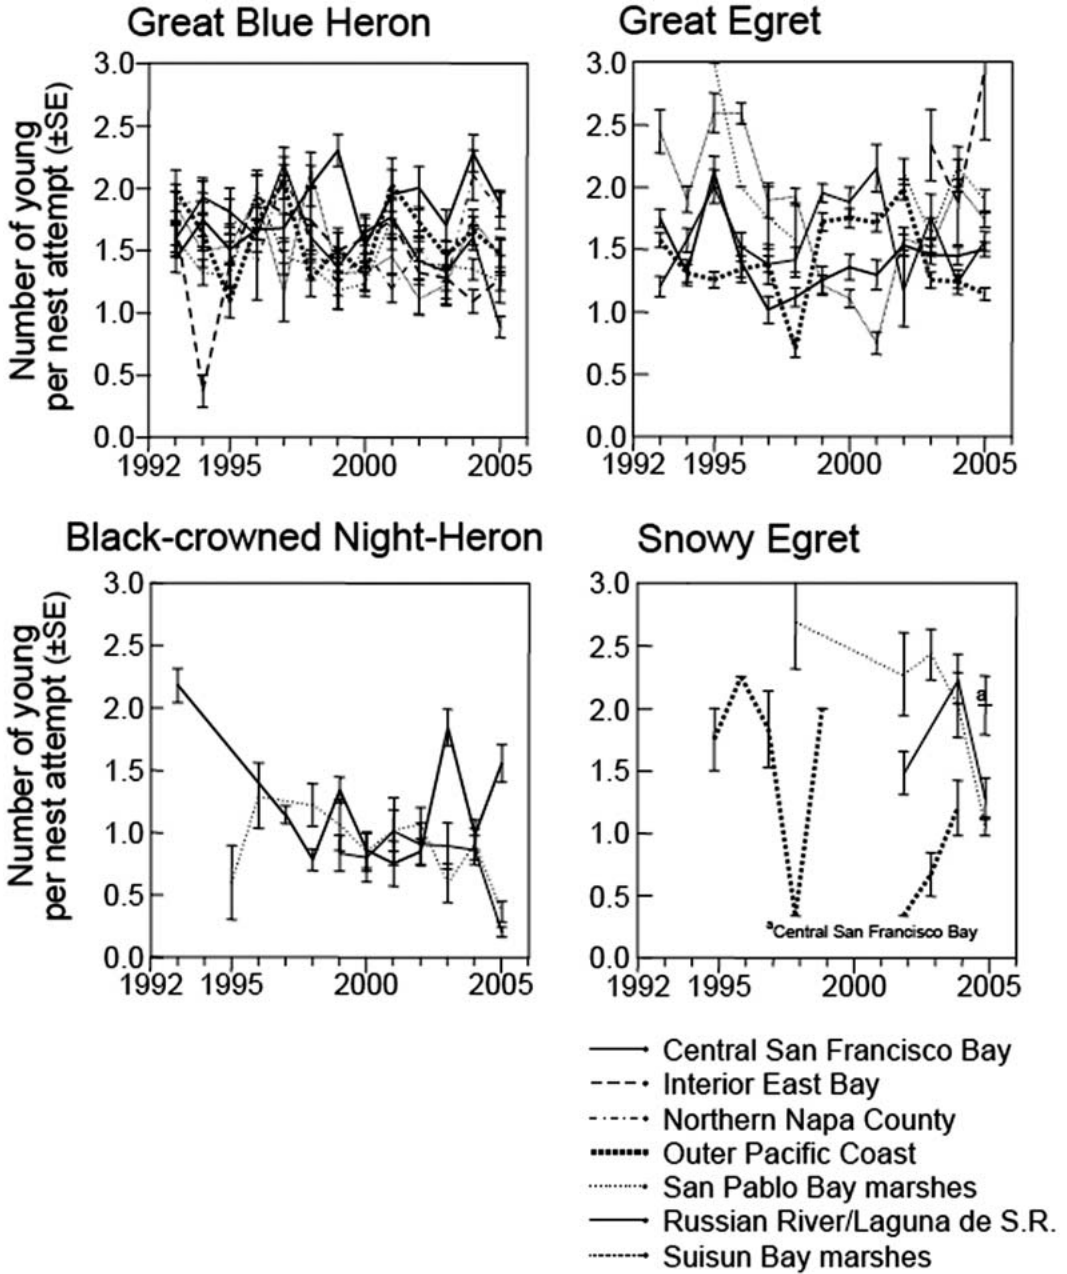 Great Blue Heron
Great Egret
Number of young
per nest attempt (±SE)
3.0
2.5
2.0
1.5
1.0
0.5
0.0
1992 1995 2000 2005
3.0
2.5
2.0
1.5
1.0
0.5
0.0
1992 1995 2000 2005
Black-crowned Night-Heron
Snowy Egret
Number of young
per nest attempt (±SE)
3.0
2.5
2.0
1.5
1.0
0.5
0.0
1992 1995 2000 2005
3.0
2.5
2.0
1.5
1.0
0.5
0.0
a
aCentral San Francisco Bay
1992 1995 2000 2005
Central San Francisco Bay
Interior East Bay
Northern Napa County
Outer Pacific Coast
San Pablo Bay marshes
Russian River/Laguna de S.R.
Suisun Bay marshes